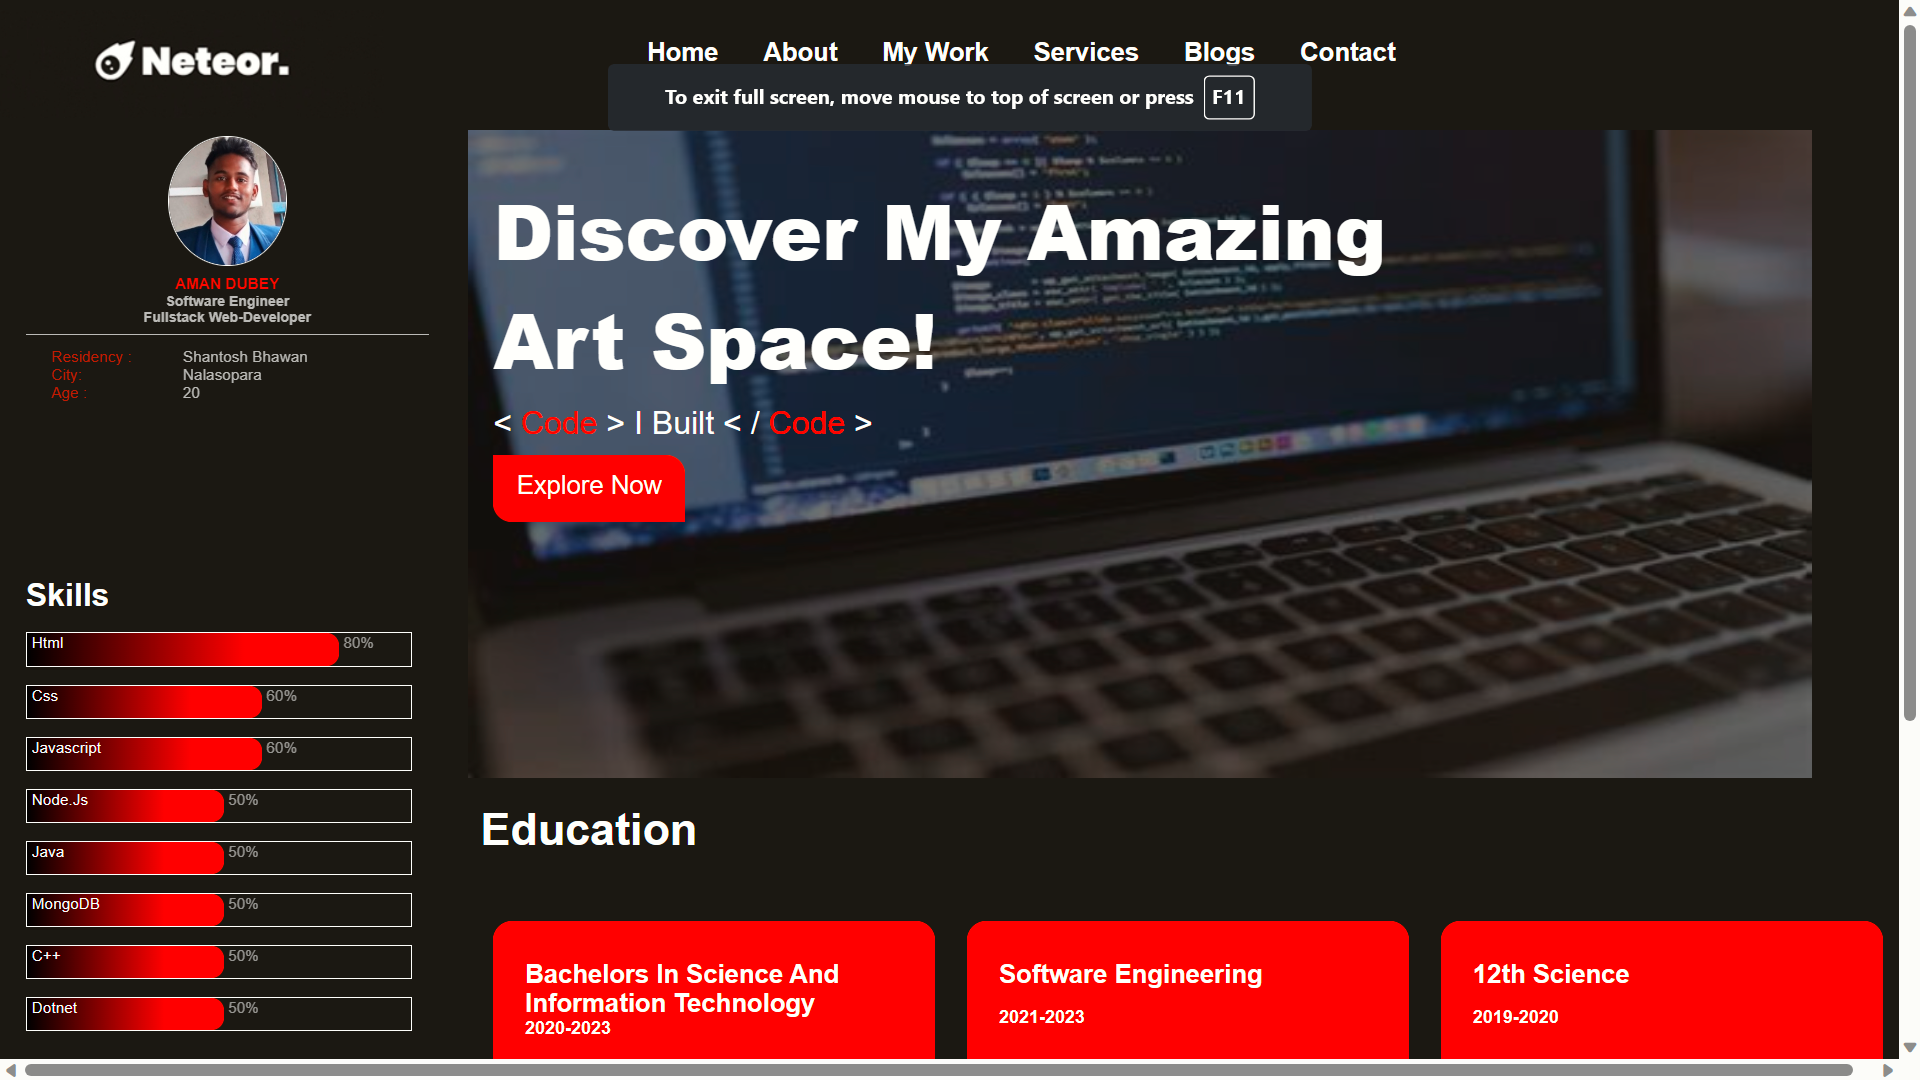 Neteor.
Home About My Work Services Blogs Contact
To exit full screen, move mouse to top of screen or press F11
AMAN DUBEY
Software Engineer
Fullstack Web-Developer
Residency : Shantosh Bhawan
City: Nalasopara
Age : 20
Discover My Amazing
Art Space!
< Code > I Built < / Code >
Explore Now
Skills
Html 80%
Css 60%
Javascript 60%
Node.Js 50%
Java 50%
MongoDB 50%
C++ 50%
Dotnet 50%
Education
Bachelors In Science And
Information Technology
2020-2023
Software Engineering
2021-2023
12th Science
2019-2020